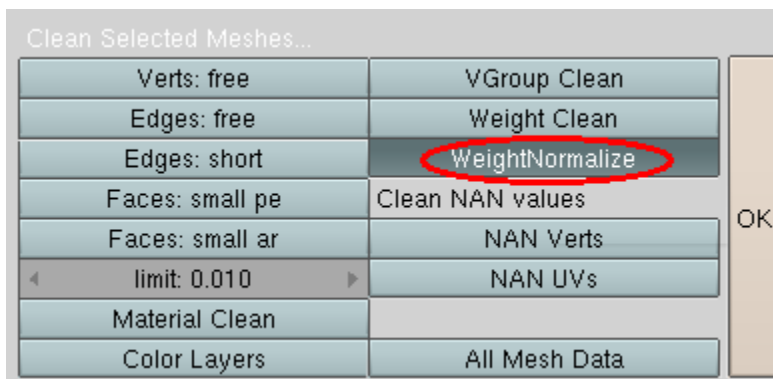 Clean Selected Meshes...
Verts: free
VGroup Clean
Edges: free
Weight Clean
Edges: short
WeightNormalize
Faces: small pe
Clean NAN values
Faces: small ar
NAN Verts
OK
limit: 0.010
NAN UVs
Material Clean
Color Layers
All Mesh Data